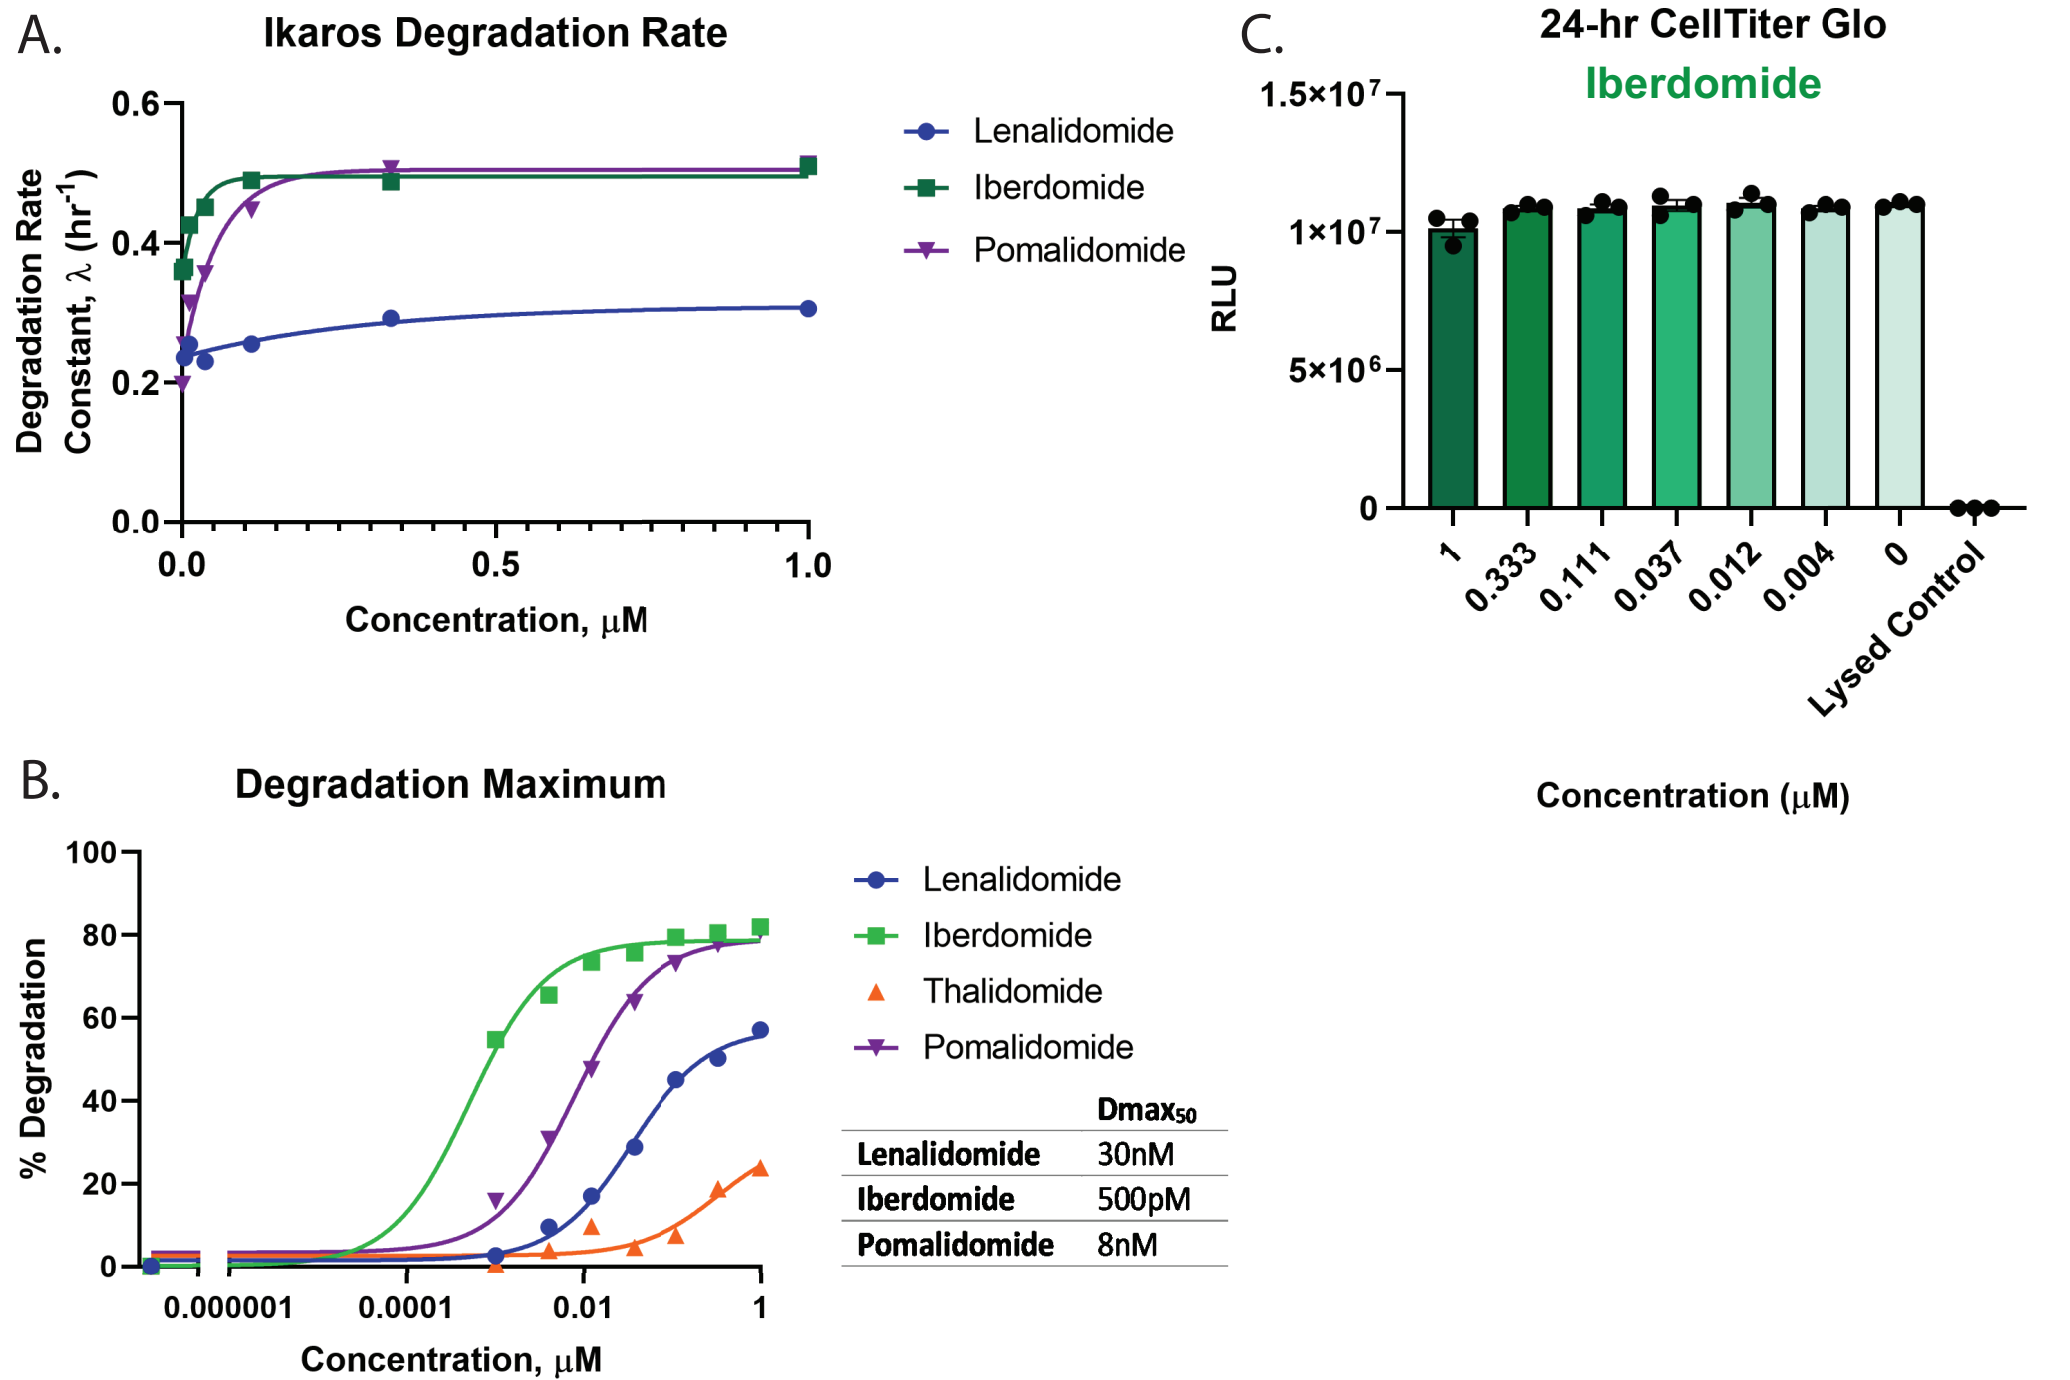 A.
Ikaros Degradation Rate
Degradation Rate
Constant, λ (hr⁻¹)
0.6
0.4
0.2
0.0
0.0
0.5
1.0
Concentration, µM
Lenalidomide
Iberdomide
Pomalidomide
C.
24-hr CellTiter Glo
Iberdomide
RLU
1.5×10⁷
1×10⁷
5×10⁶
0
1
0.333
0.111
0.037
0.012
0.004
0
Lysed Control
Concentration (µM)
B.
Degradation Maximum
% Degradation
100
80
60
40
20
0
0.000001
0.0001
0.01
1
Concentration, µM
Lenalidomide
Iberdomide
Thalidomide
Pomalidomide
Dmax₅₀
Lenalidomide 30nM
Iberdomide 500pM
Pomalidomide 8nM